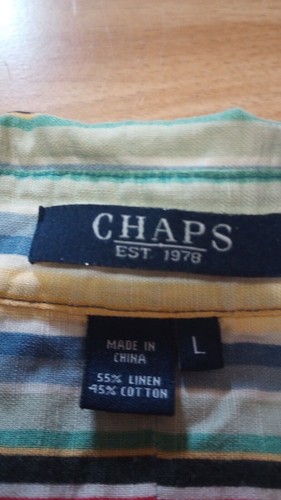 CHAPS
EST. 1978
MADE IN
CHINA
L
55% LINEN
45% COTTON